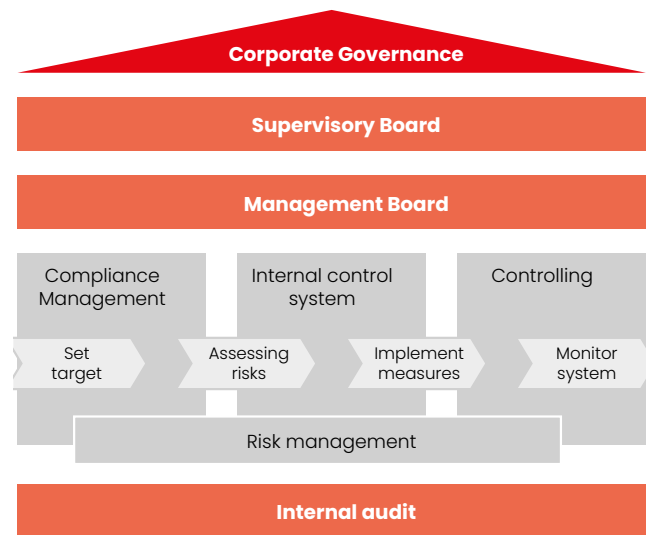 Corporate Governance
Supervisory Board
Management Board
Compliance
Management
Internal control
system
Controlling
Set
target
Assessing
risks
Implement
measures
Monitor
system
Risk management
Internal audit